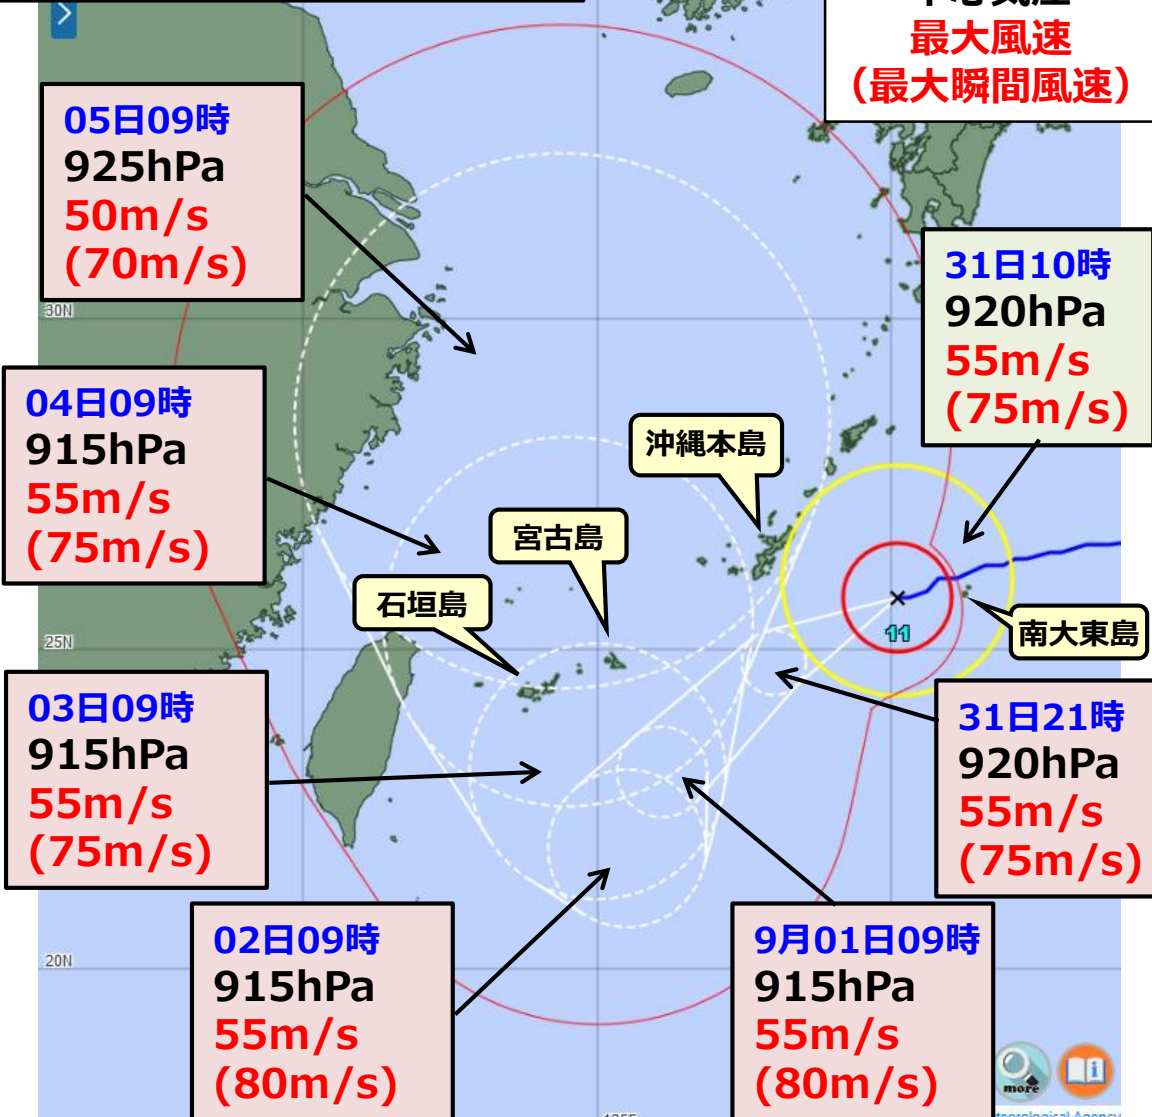 最大風速
(最大瞬間風速)
05日09時
925hPa
50m/s
(70m/s)
31日10時
920hPa
55m/s
(75m/s)
30N
04日09時
915hPa
55m/s
(75m/s)
沖縄本島
宮古島
石垣島
11
南大東島
25N
03日09時
915hPa
55m/s
(75m/s)
31日21時
920hPa
55m/s
(75m/s)
02日09時
915hPa
55m/s
(80m/s)
9月01日09時
915hPa
55m/s
(80m/s)
20N
more
i